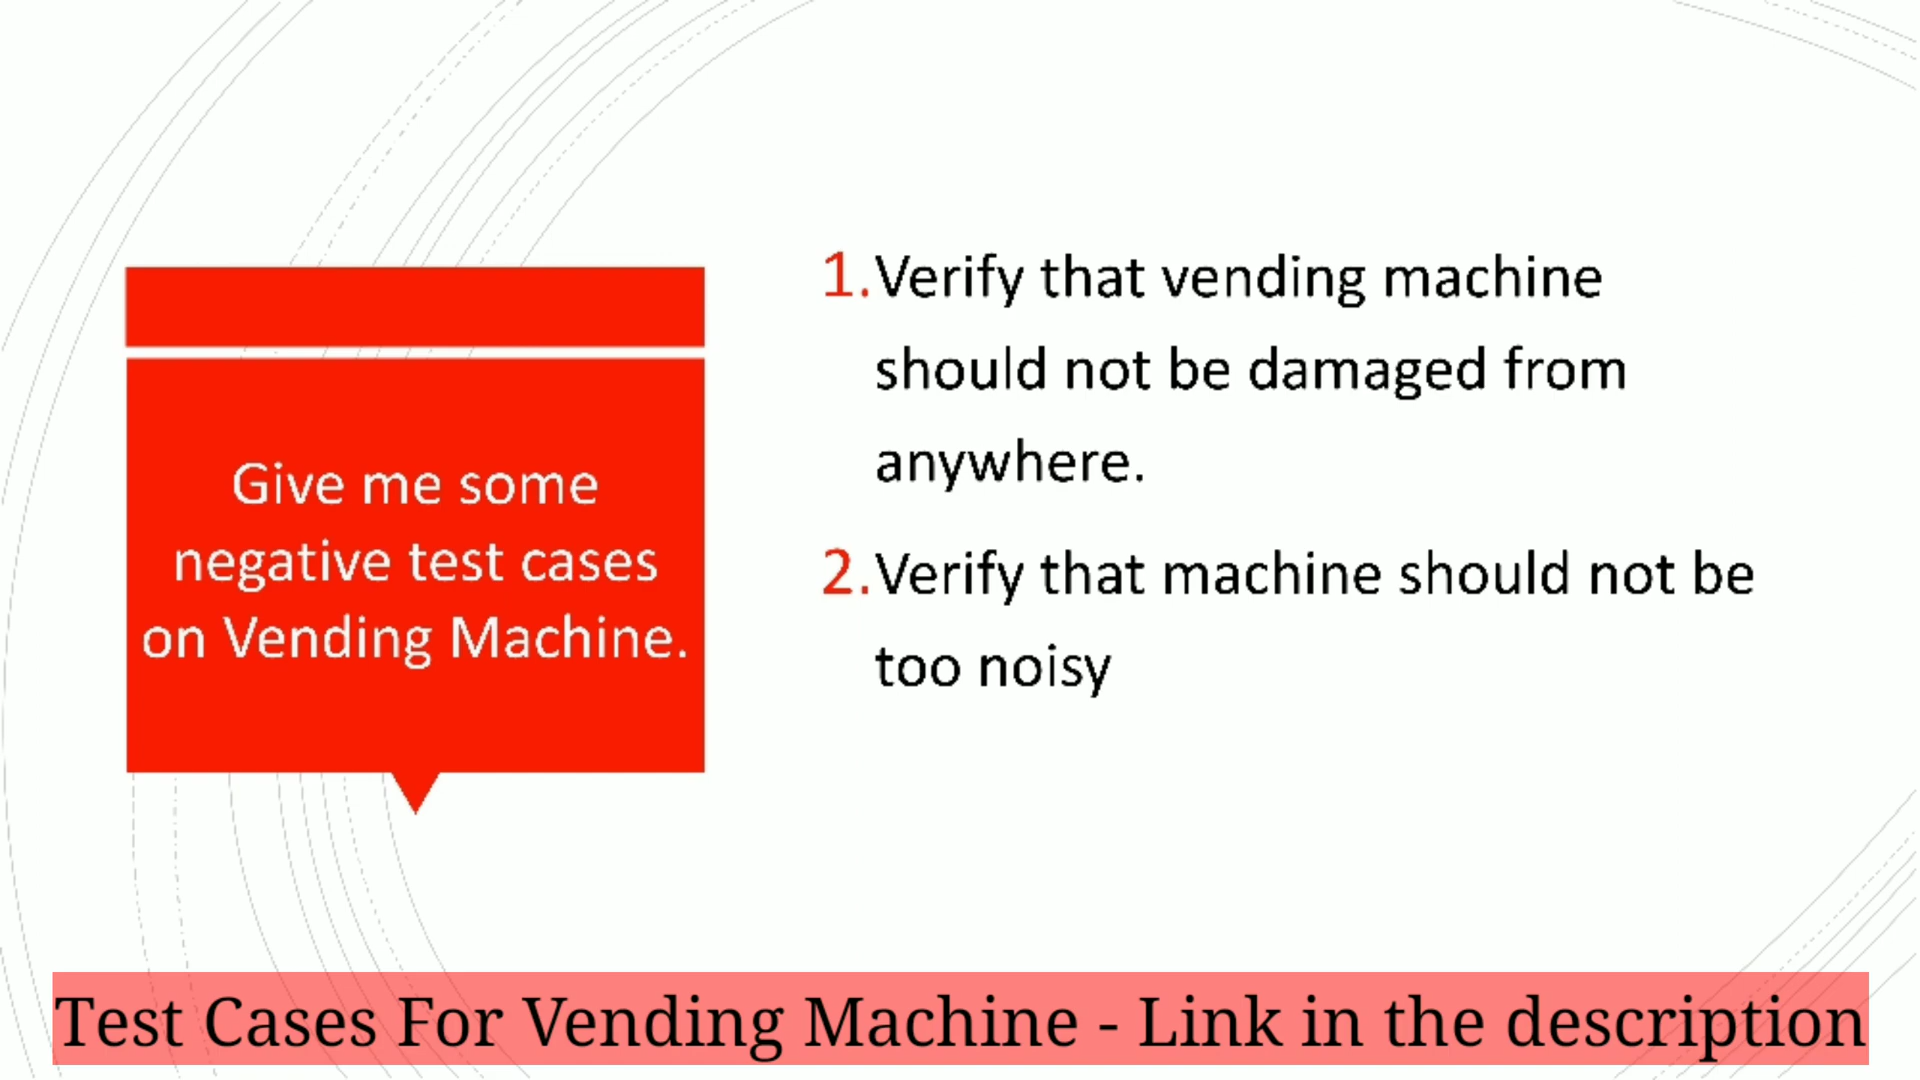 Give me some
negative test cases
on Vending Machine.
1.Verify that vending machine
should not be damaged from
anywhere.
2.Verify that machine should not be
too noisy
Test Cases For Vending Machine - Link in the description